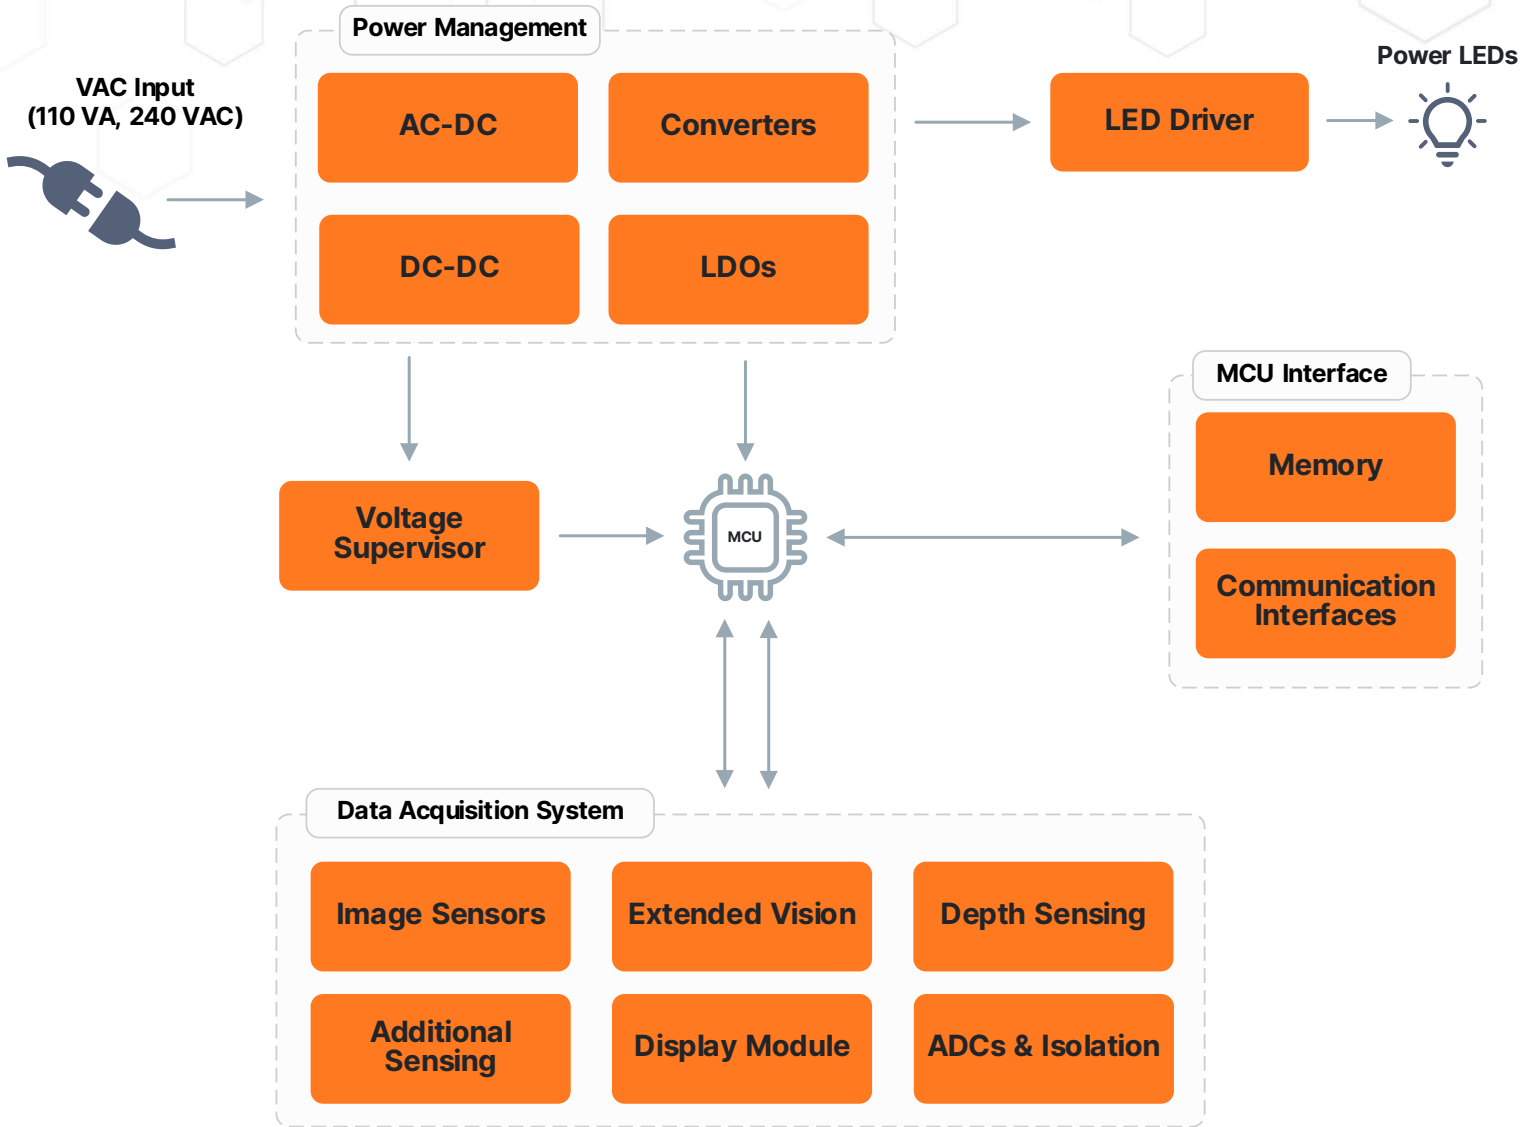 Power Management
VAC Input
(110 VA, 240 VAC)
AC-DC
Converters
DC-DC
LDOs
LED Driver
Power LEDs
MCU Interface
Memory
Communication
Interfaces
Voltage
Supervisor
MCU
Data Acquisition System
Image Sensors
Extended Vision
Depth Sensing
Additional
Sensing
Display Module
ADCs & Isolation